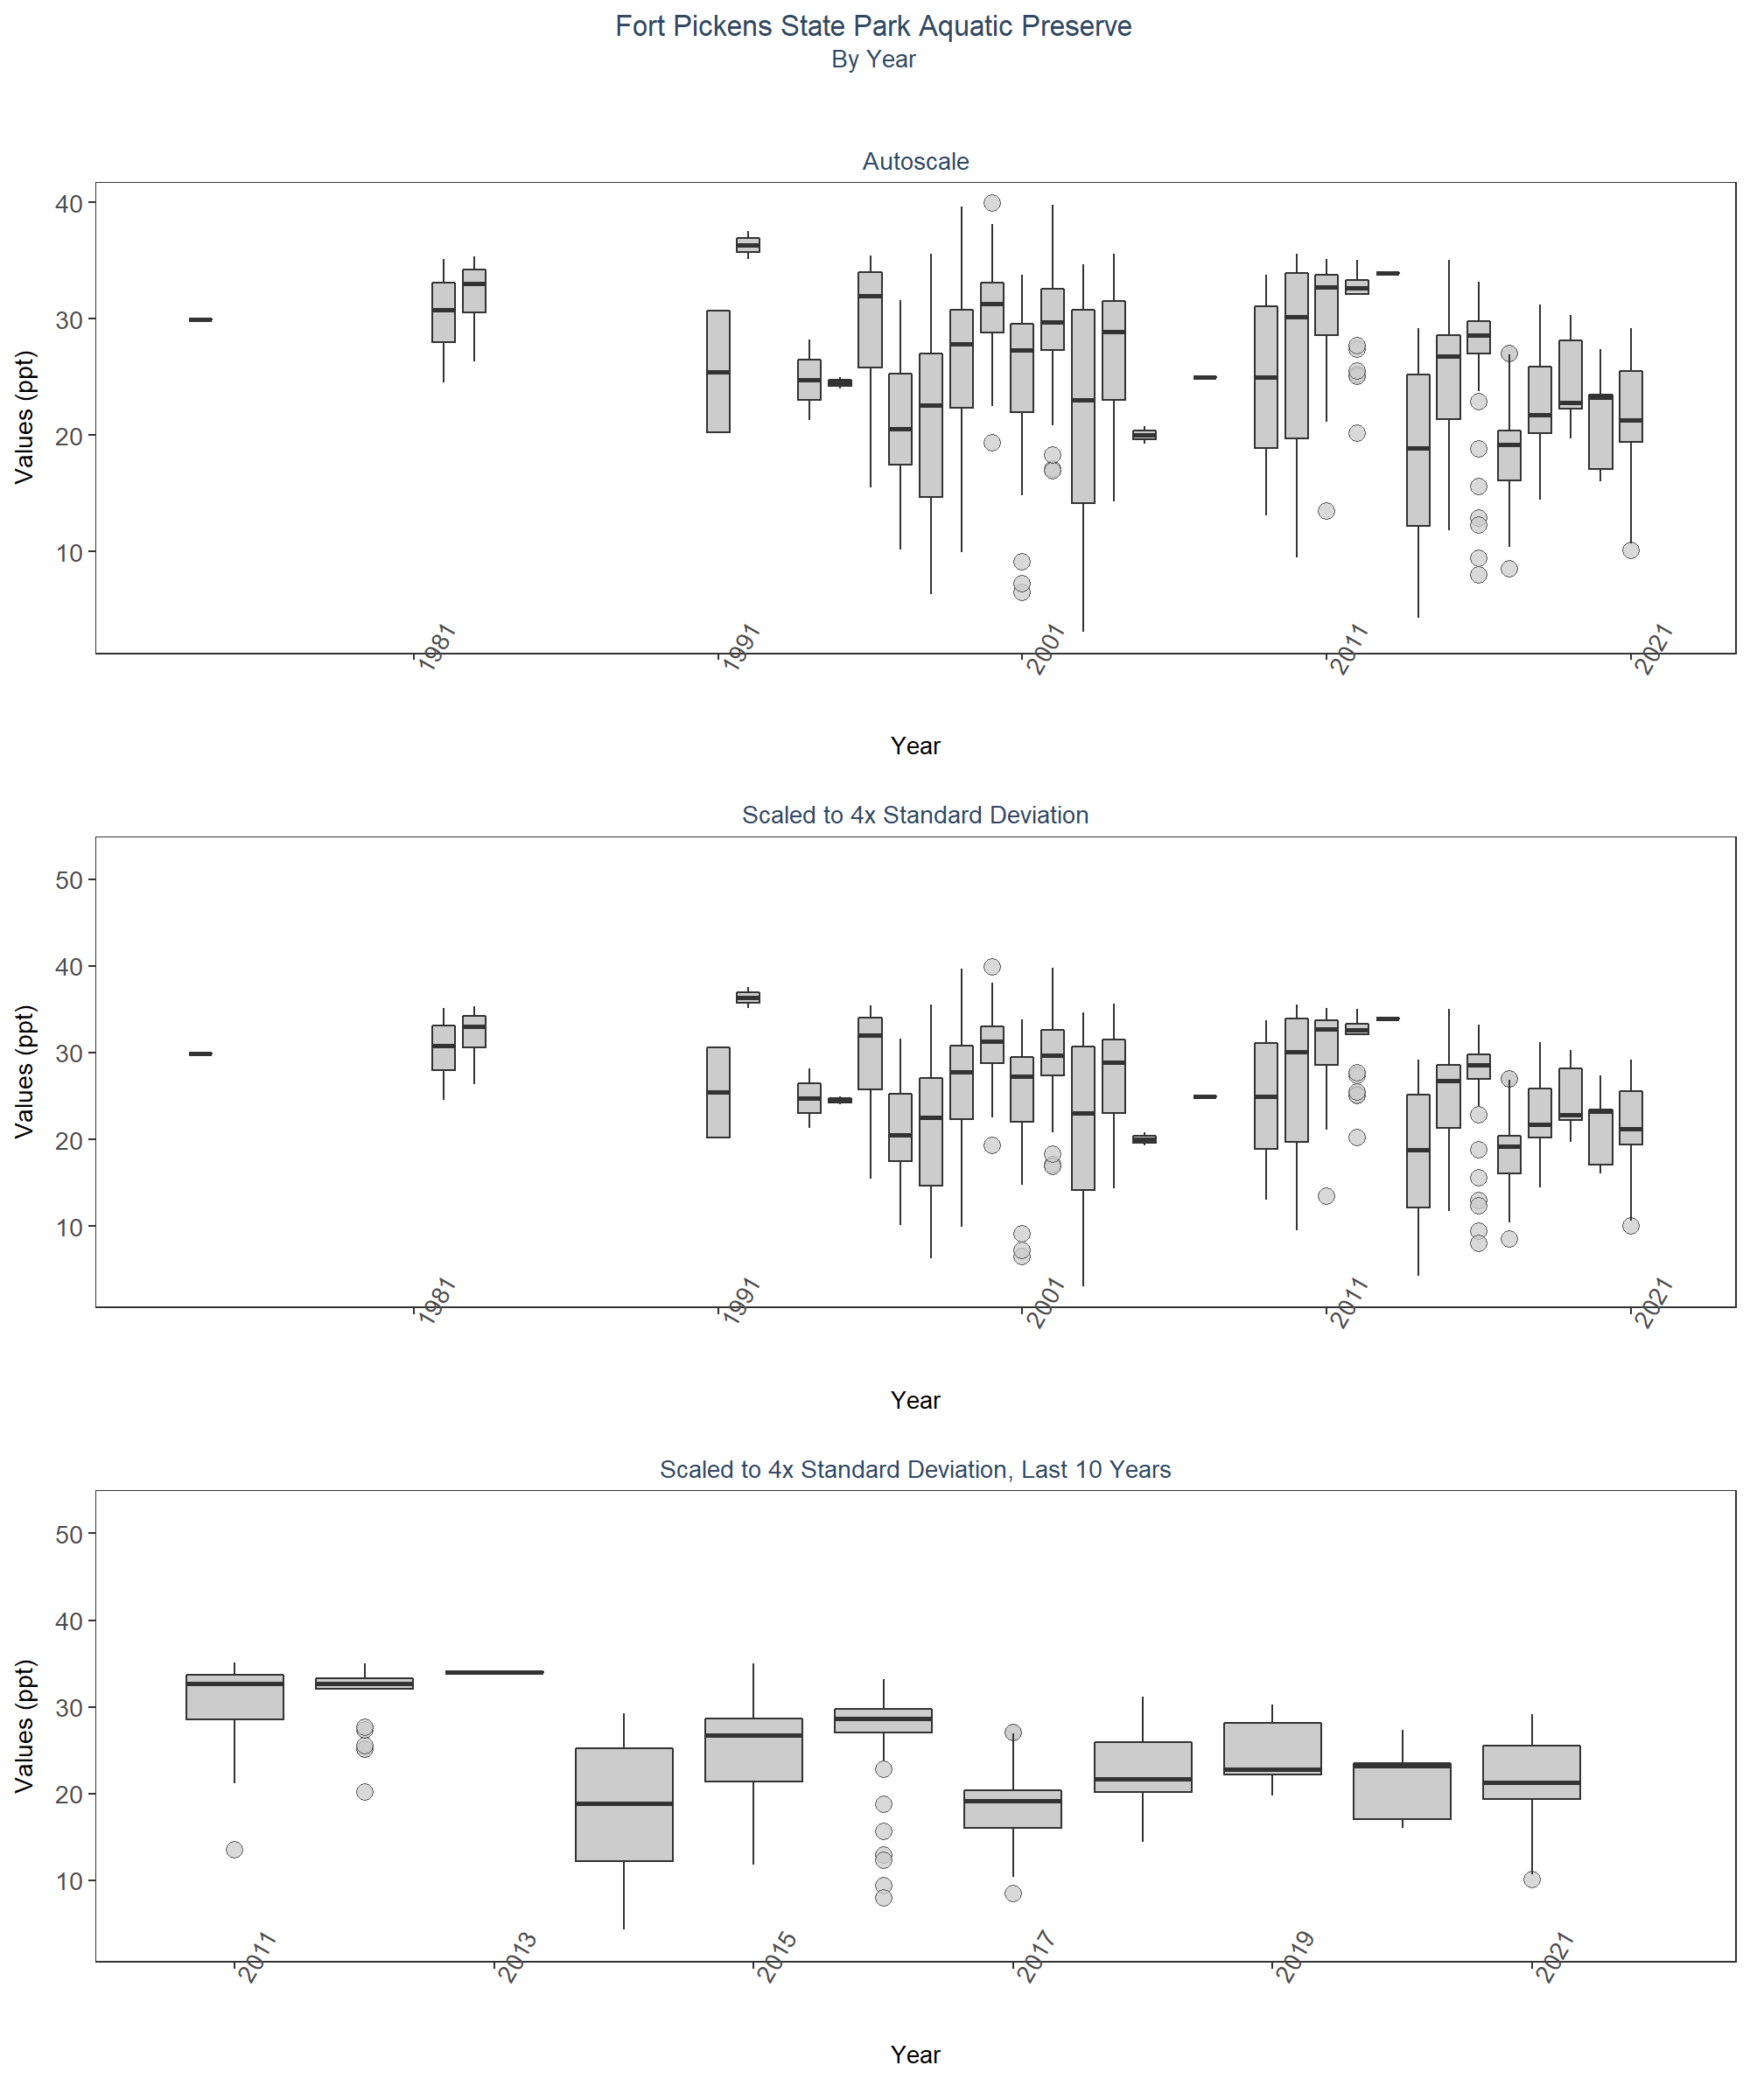 Fort Pickens State Park Aquatic Preserve
By Year
Autoscale
Values (ppt)
40
30
20
10
1981 1991 2001 2011 2021
Year
Scaled to 4x Standard Deviation
Values (ppt)
50
40
30
20
10
1981 1991 2001 2011 2021
Year
Scaled to 4x Standard Deviation, Last 10 Years
Values (ppt)
50
40
30
20
10
2011 2013 2015 2017 2019 2021
Year